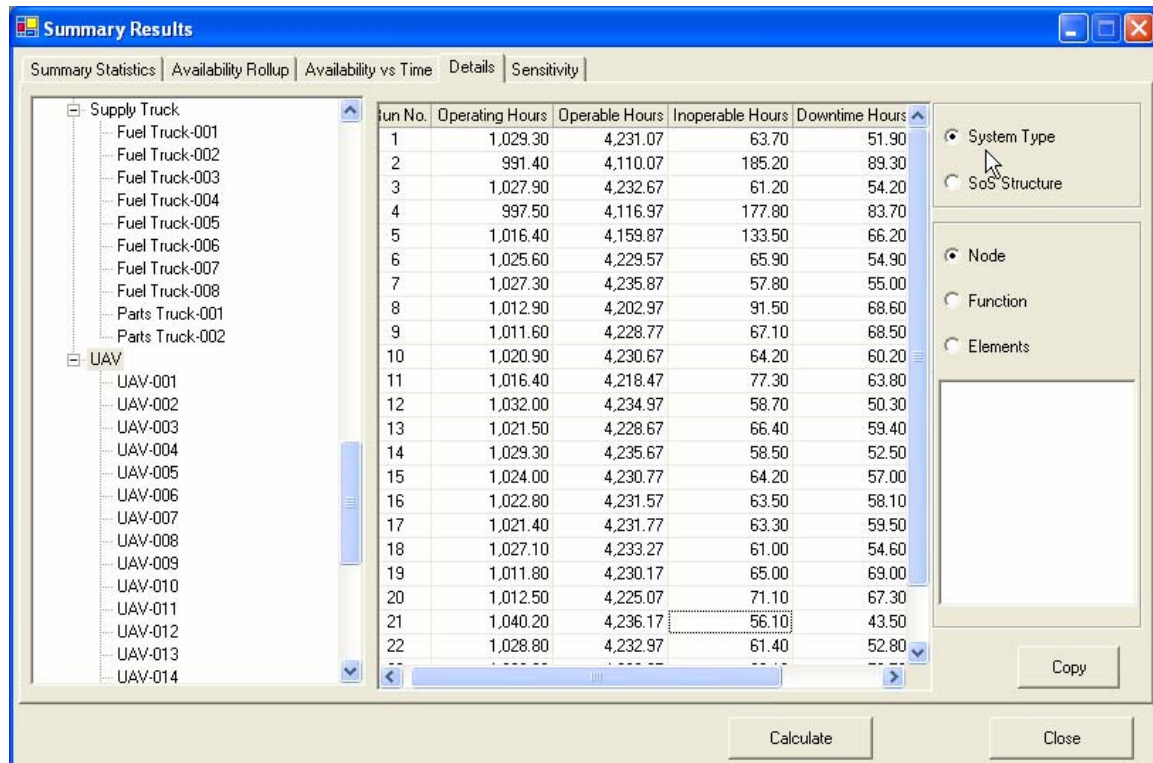 Summary Results
Summary Statistics Availability Rollup Availability vs Time Details Sensitivity
Supply Truck
Fuel Truck-001
Fuel Truck-002
Fuel Truck-003
Fuel Truck-004
Fuel Truck-005
Fuel Truck-006
Fuel Truck-007
Fuel Truck-008
Parts Truck-001
Parts Truck-002
UAV
UAV-001
UAV-002
UAV-003
UAV-004
UAV-005
UAV-006
UAV-007
UAV-008
UAV-009
UAV-010
UAV-011
UAV-012
UAV-013
UAV-014
un No. Operating Hours Operable Hours Inoperable Hours Downtime Hours
1 1,029.30 4,231.07 63.70 51.90
2 991.40 4,110.07 185.20 89.30
3 1,027.90 4,232.67 61.20 54.20
4 997.50 4,116.97 177.80 83.70
5 1,016.40 4,159.87 133.50 66.20
6 1,025.60 4,229.57 65.90 54.90
7 1,027.30 4,235.87 57.80 55.00
8 1,012.90 4,202.97 91.50 68.60
9 1,011.60 4,228.77 67.10 68.50
10 1,020.90 4,230.67 64.20 60.20
11 1,016.40 4,218.47 77.30 63.80
12 1,032.00 4,234.97 58.70 50.30
13 1,021.50 4,228.67 66.40 59.40
14 1,029.30 4,235.67 58.50 52.50
15 1,024.00 4,230.77 64.20 57.00
16 1,022.80 4,231.57 63.50 58.10
17 1,021.40 4,231.77 63.30 59.50
18 1,027.10 4,233.27 61.00 54.60
19 1,011.80 4,230.17 65.00 69.00
20 1,012.50 4,225.07 71.10 67.30
21 1,040.20 4,236.17 56.10 43.50
22 1,028.80 4,232.97 61.40 52.80
System Type
SoS Structure
Node
Function
Elements
Copy
Calculate
Close